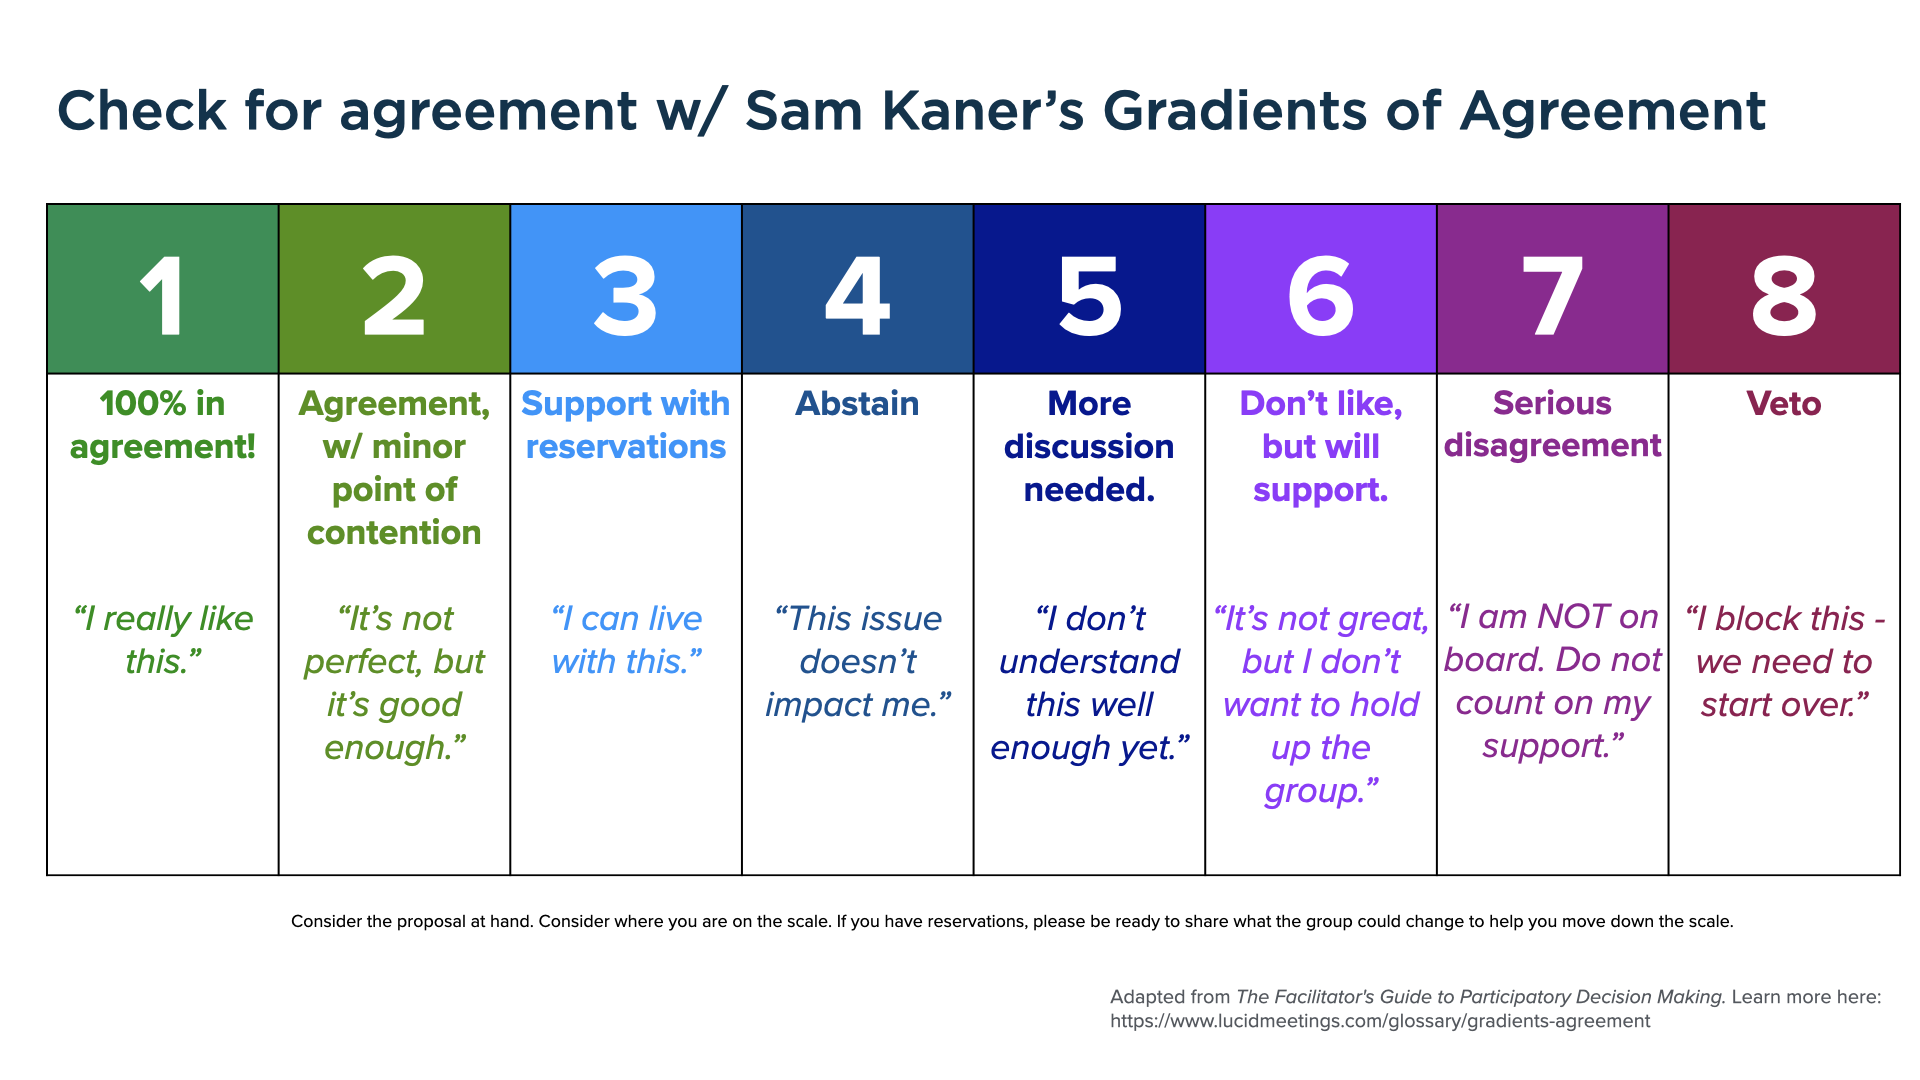 Check for agreement w/ Sam Kaner’s Gradients of Agreement
1
100% in
agreement!
“I really like
this.”
2
Agreement,
w/ minor
point of
contention
“It’s not
perfect, but
it’s good
enough.”
3
Support with
reservations
“I can live
with this.”
4
Abstain
“This issue
doesn’t
impact me.”
5
More
discussion
needed.
“I don’t
understand
this well
enough yet.”
6
Don’t like,
but will
support.
“It’s not great,
but I don’t
want to hold
up the
group.”
7
Serious
disagreement
“I am NOT on
board. Do not
count on my
support.”
8
Veto
“I block this -
we need to
start over.”
Consider the proposal at hand. Consider where you are on the scale. If you have reservations, please be ready to share what the group could change to help you move down the scale.
Adapted from The Facilitator's Guide to Participatory Decision Making. Learn more here:
https://www.lucidmeetings.com/glossary/gradients-agreement